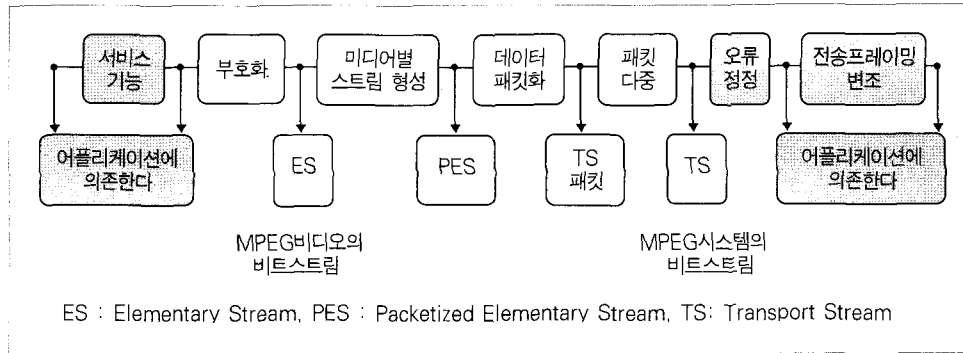 서비스
기능
부호화
미디어별
스트림 형성
데이터
패킷화
패킷
다중
오류
정정
전송프레이밍
변조
어플리케이션에
의존한다
ES
PES
TS
패킷
TS
어플리케이션에
의존한다
MPEG비디오의
비트스트림
MPEG시스템의
비트스트림
ES : Elementary Stream, PES : Packetized Elementary Stream, TS: Transport Stream